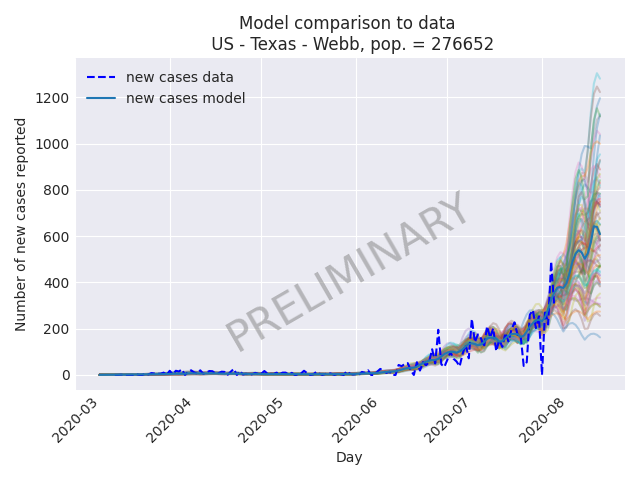 Model comparison to data
US - Texas - Webb, pop. = 276652
new cases data
new cases model
Number of new cases reported
1200
1000
800
600
400
200
0
PRELIMINARY
2020-03
2020-04
2020-05
2020-06
2020-07
2020-08
Day